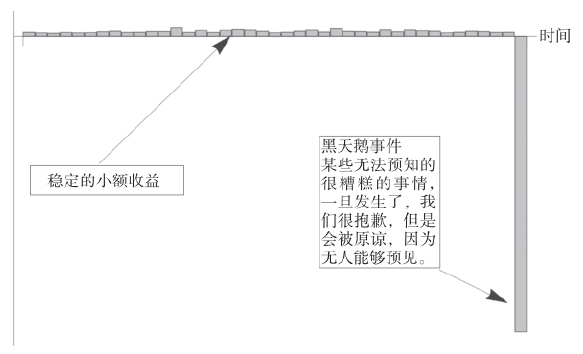 时间
稳定的小额收益
黑天鹅事件
某些无法预知的
很糟糕的事情，
一旦发生了，我
们很抱歉，但是
会被原谅，因为
无人能够预见。